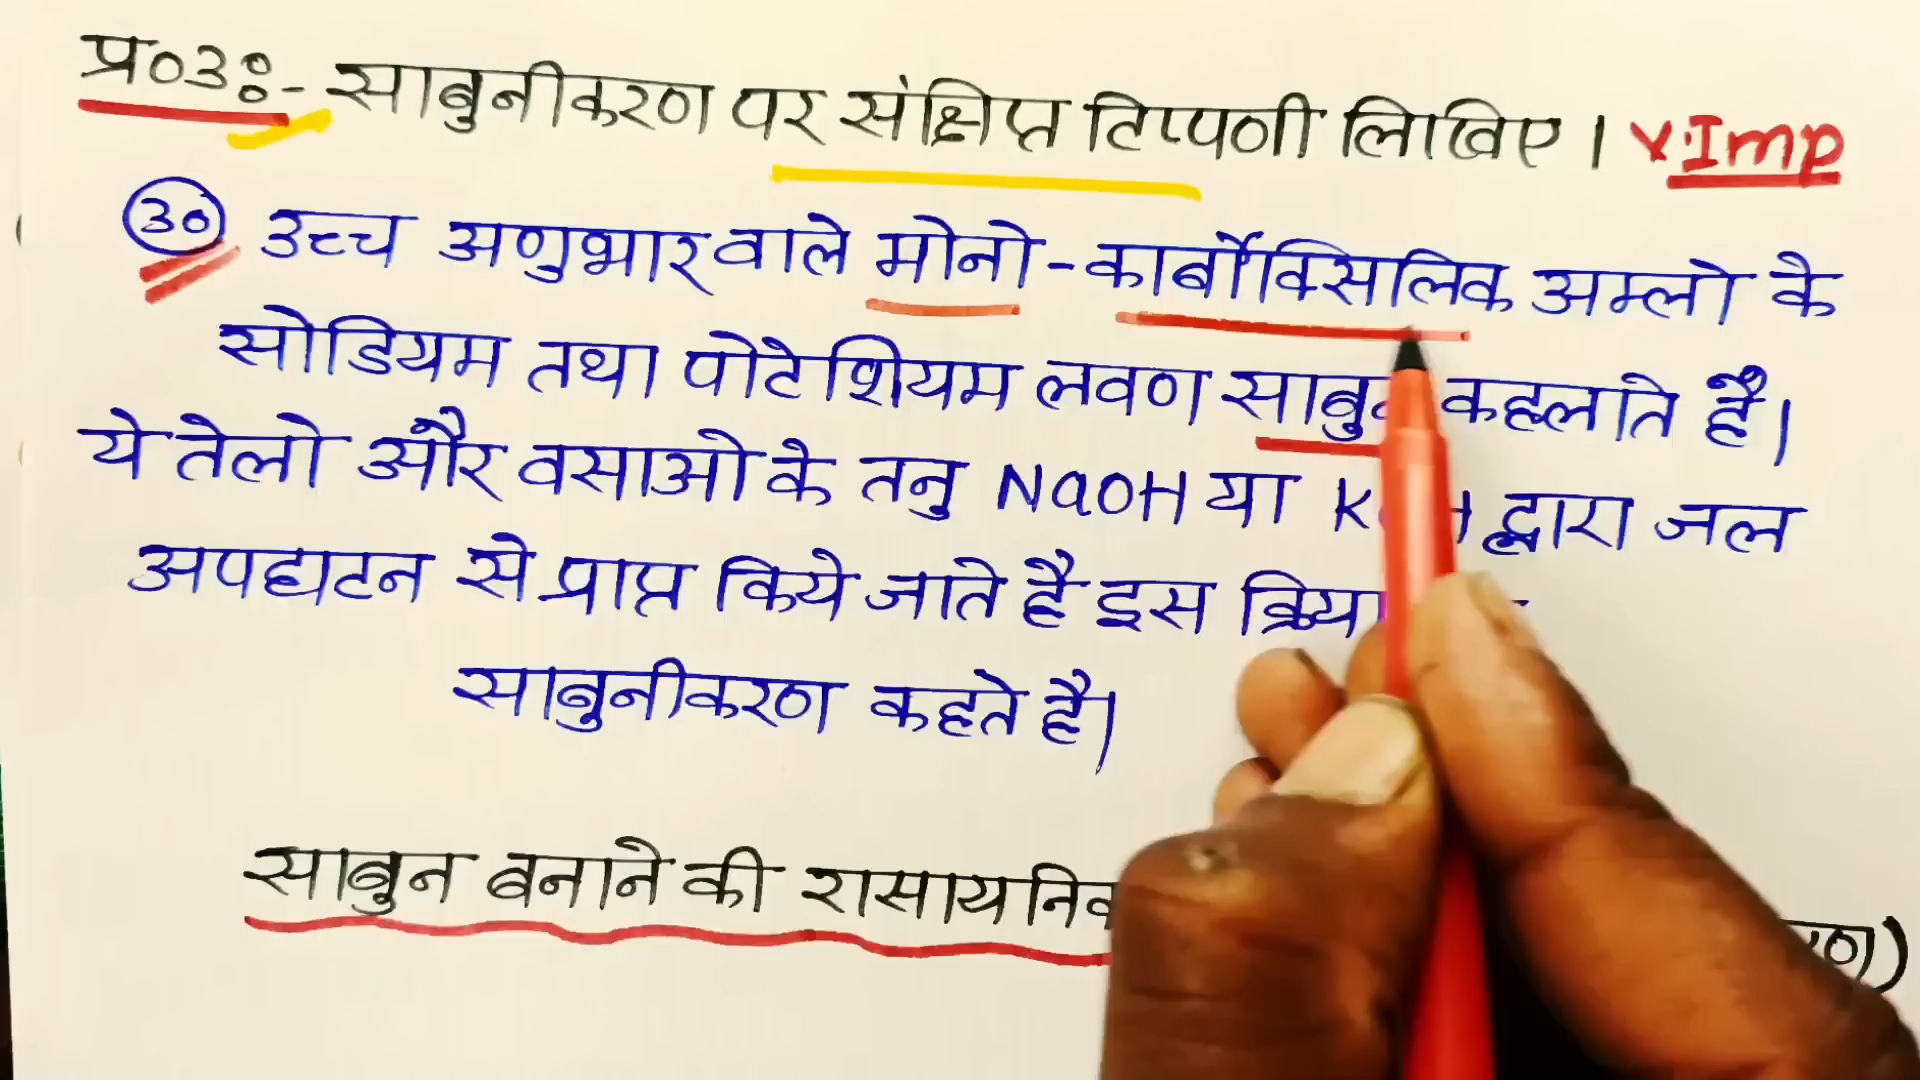 प्र०3ः- साबुनीकरण पर संक्षिप्त टिप्पणी लिखिए। V.Imp
उ० उच्च अणुभार वाले मोनो-कार्बोक्सिलिक अम्लो के
सोडियम तथा पोटेशियम लवण कहलाते है।
ये तेलो और वसाओ के तनु NaOH या द्वारा जल
अपघटन से प्राप्त किये जाते है इस
साबुनीकरण कहते है।
साबुन बनाने की